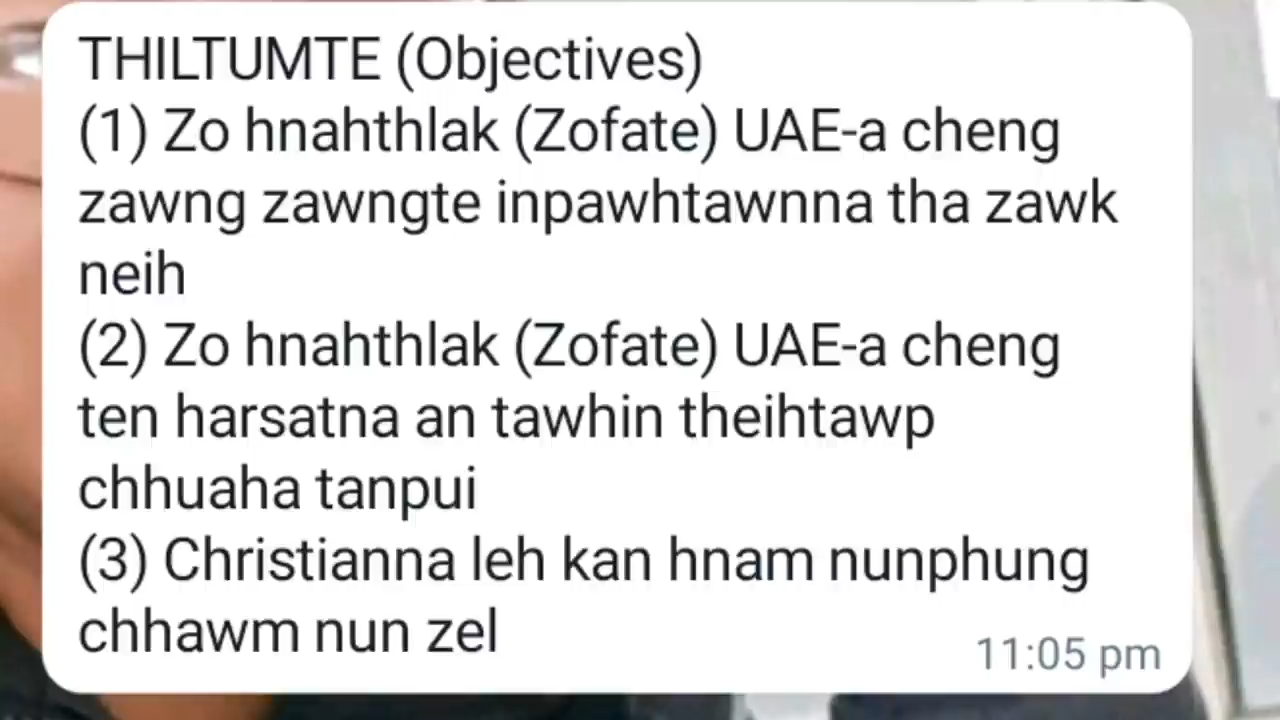 THILTUMTE (Objectives)
(1) Zo hnahthlak (Zofate) UAE-a cheng
zawng zawngte inpawhtawnna tha zawk
neih
(2) Zo hnahthlak (Zofate) UAE-a cheng
ten harsatna an tawhin theihtawp
chhuaha tanpui
(3) Christianna leh kan hnam nunphung
chhawm nun zel
11:05 pm